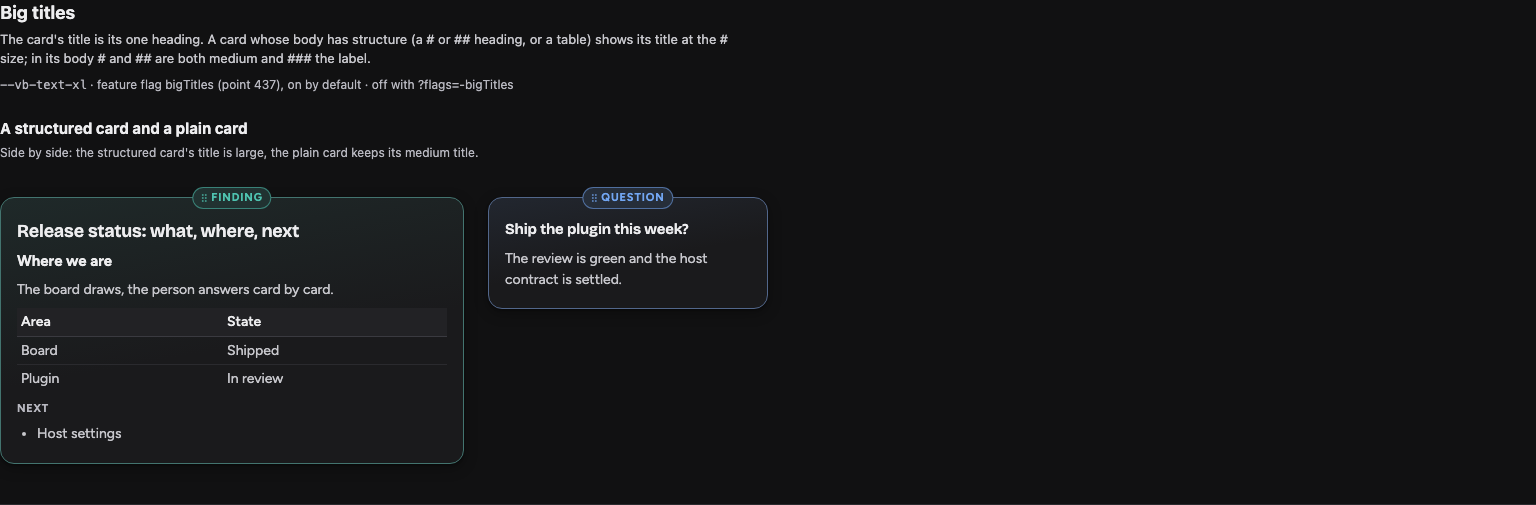 Big titles
The card's title is its one heading. A card whose body has structure (a # or ## heading, or a table) shows its title at the #
size; in its body # and ## are both medium and ### the label.
--vb-text-xl · feature flag bigTitles (point 437), on by default · off with ?flags=-bigTitles
A structured card and a plain card
Side by side: the structured card's title is large, the plain card keeps its medium title.
FINDING
Release status: what, where, next
Where we are
The board draws, the person answers card by card.
Area State
Board Shipped
Plugin In review
NEXT
• Host settings
QUESTION
Ship the plugin this week?
The review is green and the host
contract is settled.